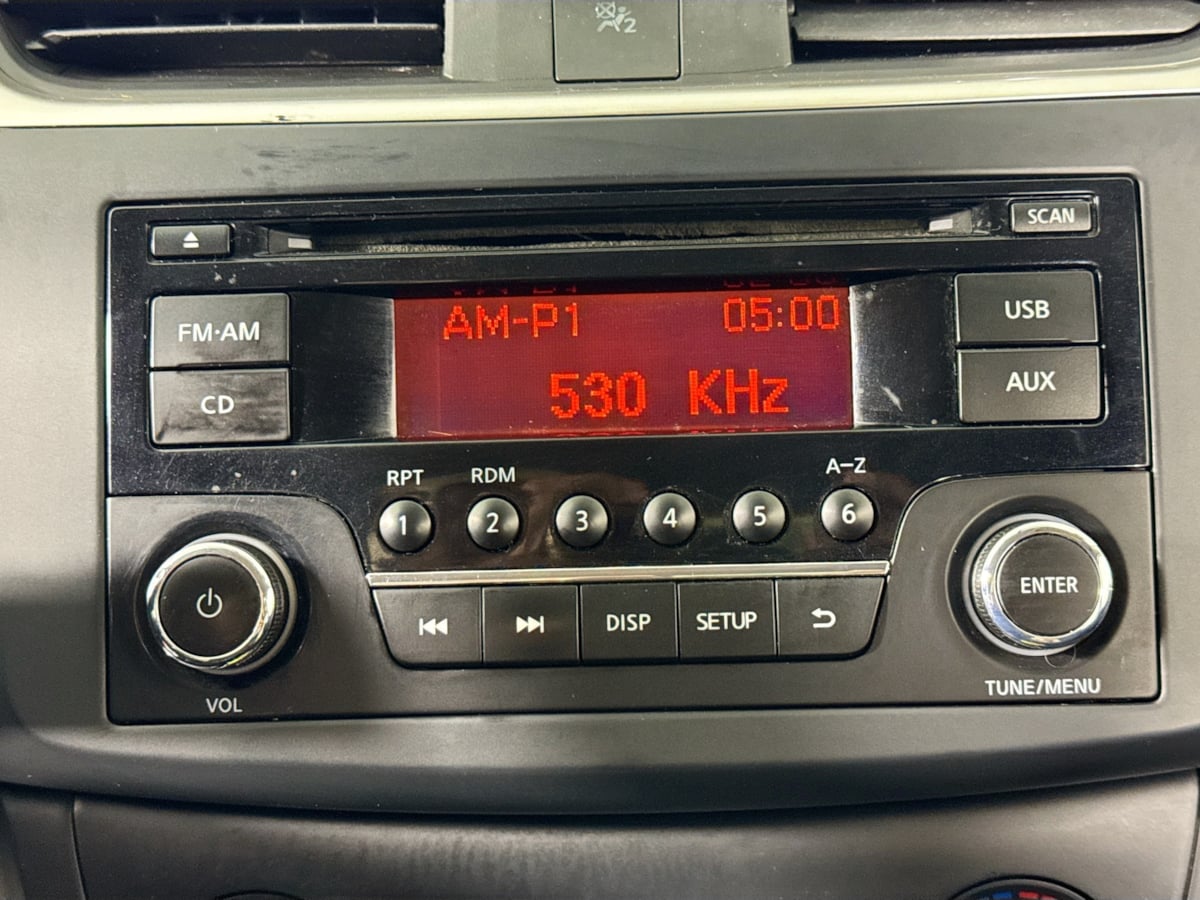 2
SCAN
FM·AM
CD
AM-P1 05:00
530 KHz
USB
AUX
RPT RDM A-Z
1 2 3 4 5 6
DISP SETUP
ENTER
VOL
TUNE/MENU